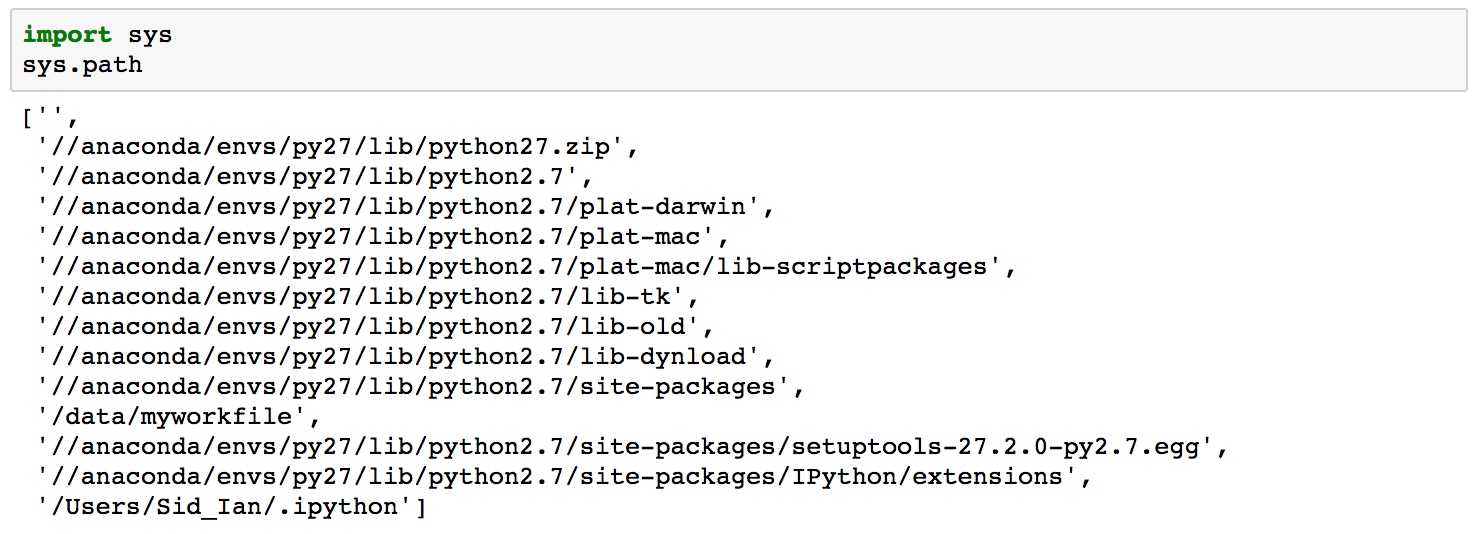 import sys
sys.path
['',
'//anaconda/envs/py27/lib/python27.zip',
'//anaconda/envs/py27/lib/python2.7',
'//anaconda/envs/py27/lib/python2.7/plat-darwin',
'//anaconda/envs/py27/lib/python2.7/plat-mac',
'//anaconda/envs/py27/lib/python2.7/plat-mac/lib-scriptpackages',
'//anaconda/envs/py27/lib/python2.7/lib-tk',
'//anaconda/envs/py27/lib/python2.7/lib-old',
'//anaconda/envs/py27/lib/python2.7/lib-dynload',
'//anaconda/envs/py27/lib/python2.7/site-packages',
'/data/myworkfile',
'//anaconda/envs/py27/lib/python2.7/site-packages/setuptools-27.2.0-py2.7.egg',
'//anaconda/envs/py27/lib/python2.7/site-packages/IPython/extensions',
'/Users/Sid_Ian/.ipython']